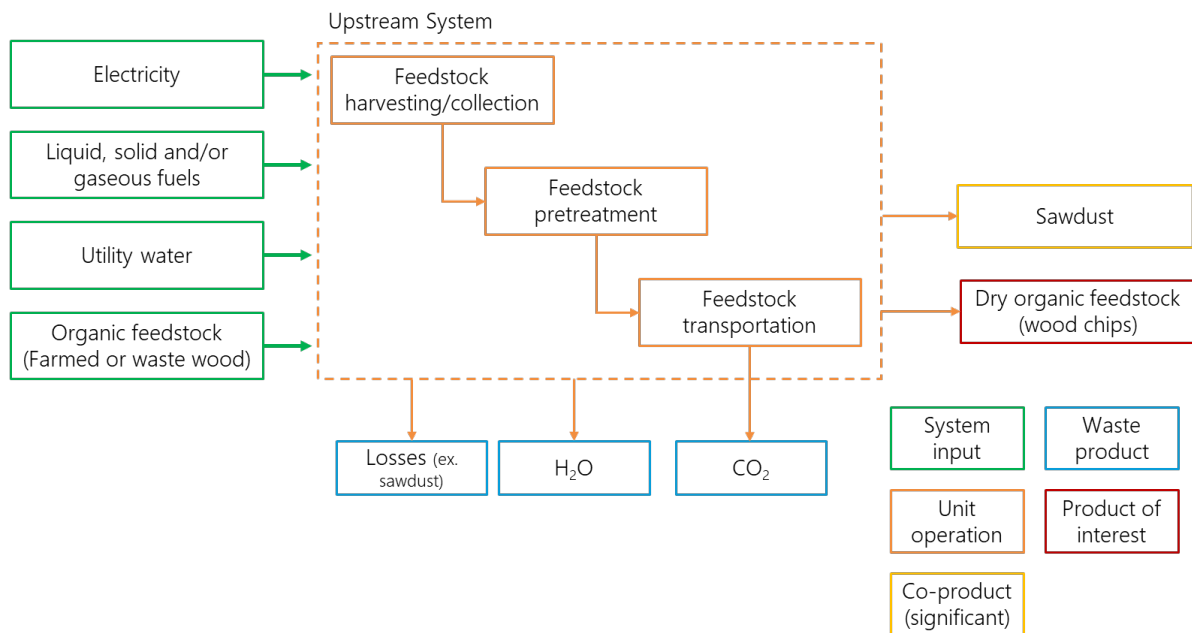 Upstream System
Electricity
Liquid, solid and/or
gaseous fuels
Utility water
Organic feedstock
(Farmed or waste wood)
Feedstock
harvesting/collection
Feedstock
pretreatment
Feedstock
transportation
Sawdust
Dry organic feedstock
(wood chips)
Losses (ex.
sawdust)
H₂O
CO₂
System
input
Waste
product
Unit
operation
Product of
interest
Co-product
(significant)